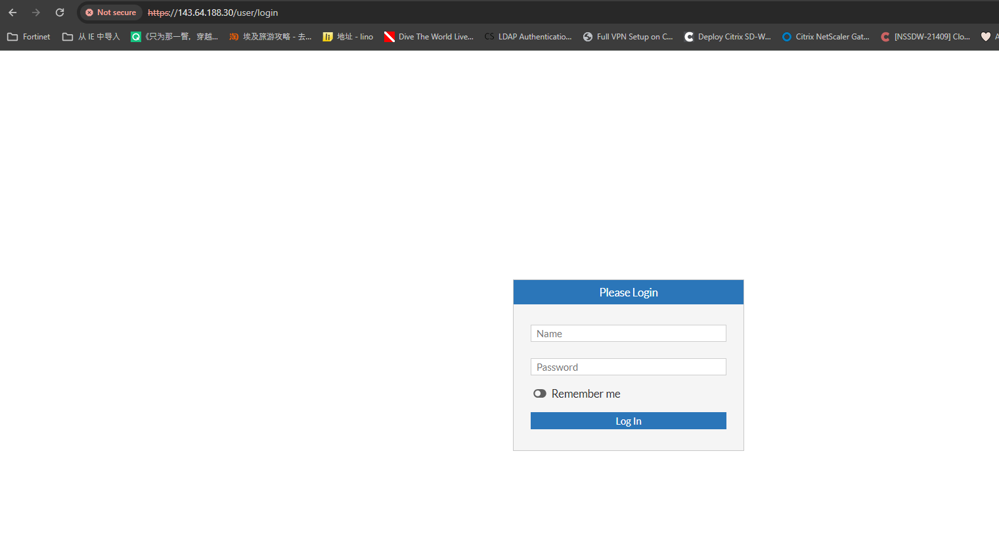 Not secure https://143.64.188.30/user/login
Fortinet 从 IE 中导入 《只为那一瞥，穿越... 埃及旅游攻略 - 去... 地址 - lino Dive The World Live... CS LDAP Authenticatio... Full VPN Setup on C... Deploy Citrix SD-W... Citrix NetScaler Gat... [NSSDW-21409] Clo... A
Please Login
Name
Password
Remember me
Log In